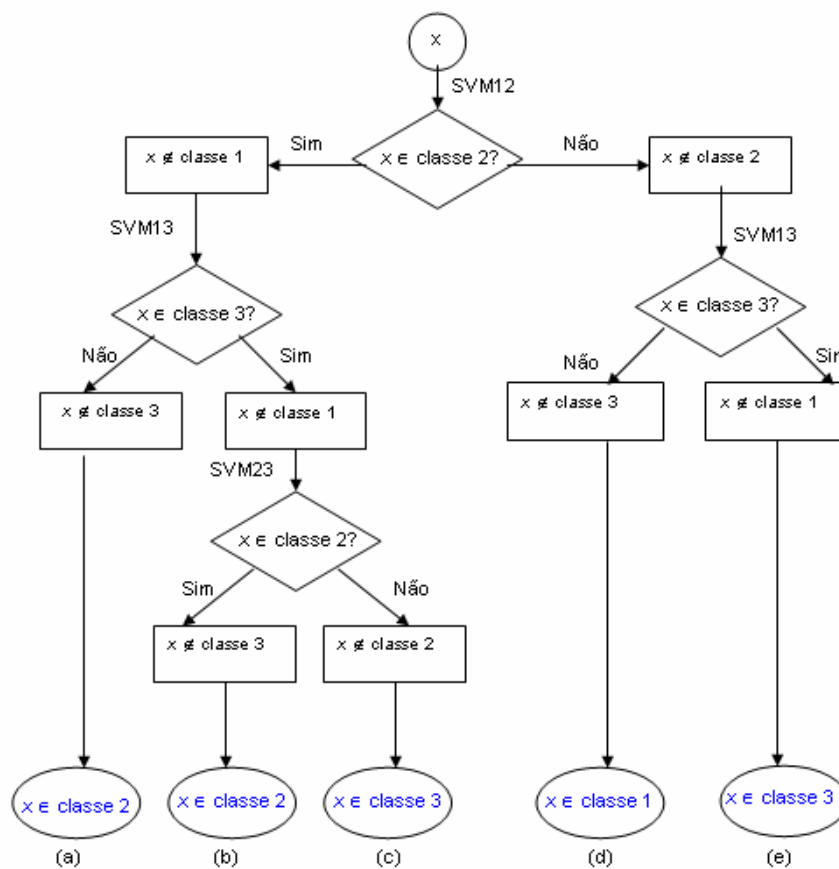 x
SVM12
x ∈ classe 2?
Sim
Não
x ∉ classe 1
x ∉ classe 2
SVM13
SVM13
x ∈ classe 3?
x ∈ classe 3?
Não
Sim
Não
Sim
x ∉ classe 3
x ∉ classe 1
x ∉ classe 3
x ∉ classe 1
SVM23
x ∈ classe 2?
Sim
Não
x ∉ classe 3
x ∉ classe 2
x ∈ classe 2
x ∈ classe 2
x ∈ classe 3
x ∈ classe 1
x ∈ classe 3
(a)
(b)
(c)
(d)
(e)